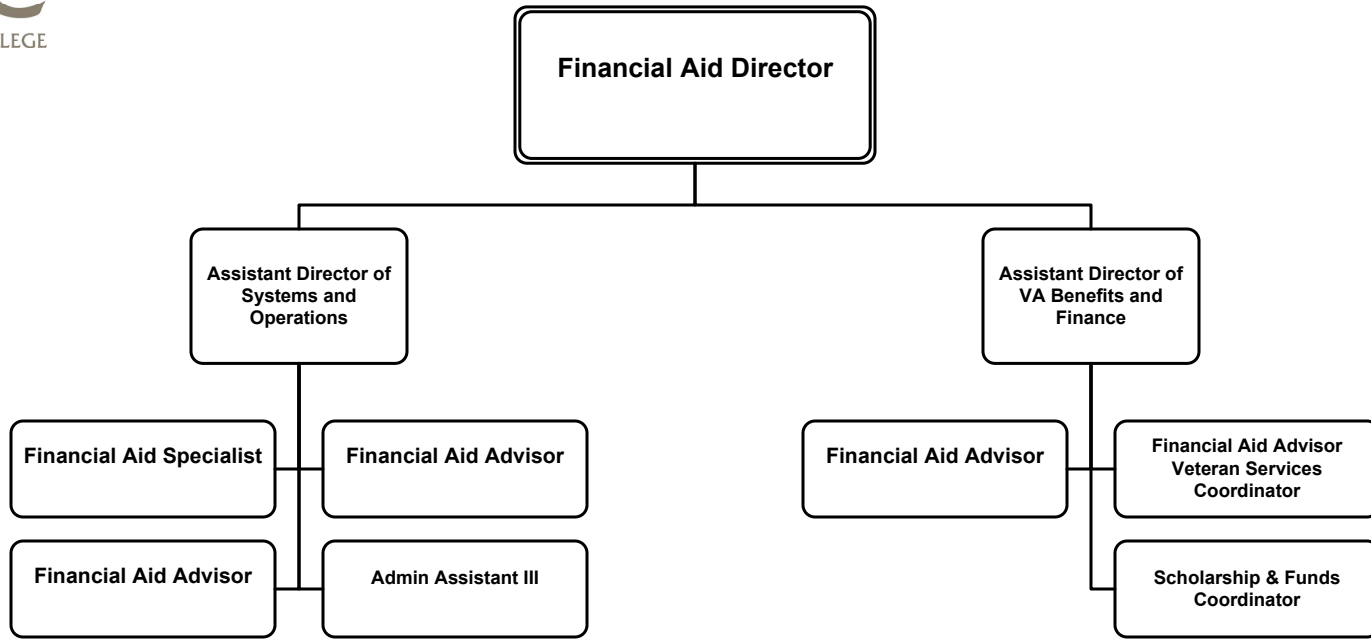 LEGE
Financial Aid Director
Assistant Director of
Systems and
Operations
Assistant Director of
VA Benefits and
Finance
Financial Aid Specialist
Financial Aid Advisor
Financial Aid Advisor
Financial Aid Advisor
Veteran Services
Coordinator
Financial Aid Advisor
Admin Assistant III
Scholarship & Funds
Coordinator